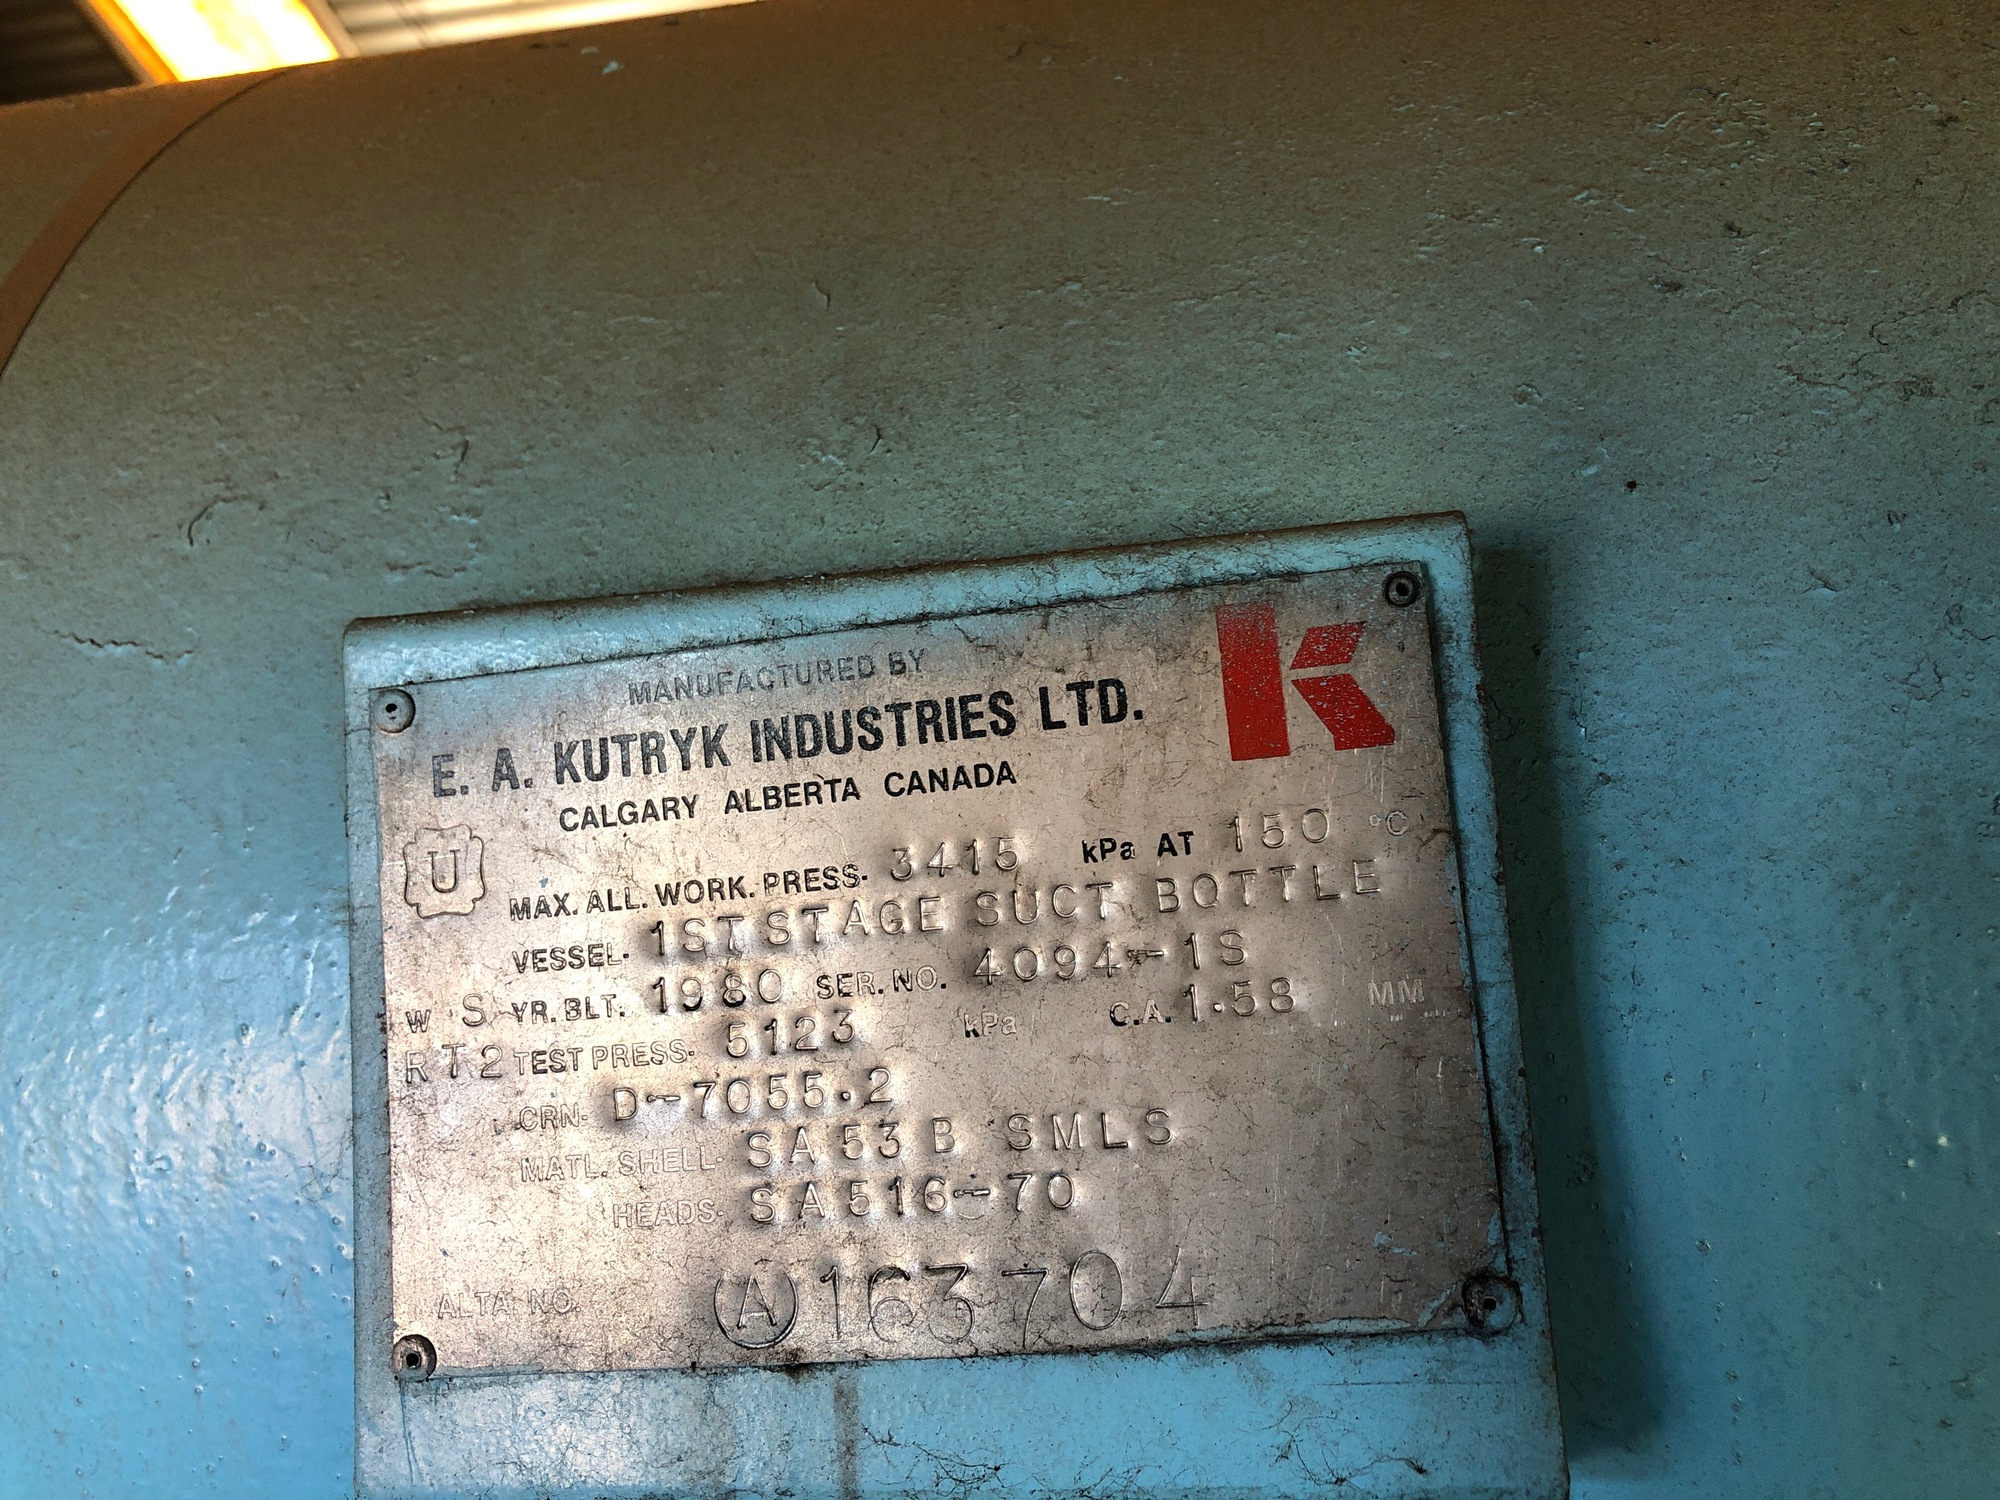 MANUFACTURED BY
E. A. KUTRYK INDUSTRIES LTD.
K
CALGARY ALBERTA CANADA
U
MAX. ALL. WORK. PRESS. 3415 kPa AT 150 °C
VESSEL. 1ST STAGE SUCT BOTTLE
W S YR. BLT. 1980 SER. NO. 4094-1S
RT2 TEST PRESS. 5123 kPa C.A. 1.58 MM
CRN. D-7055.2
MATL. SHELL. SA 53 B SMLS
HEADS. SA516-70
ALTA NO. A 163704